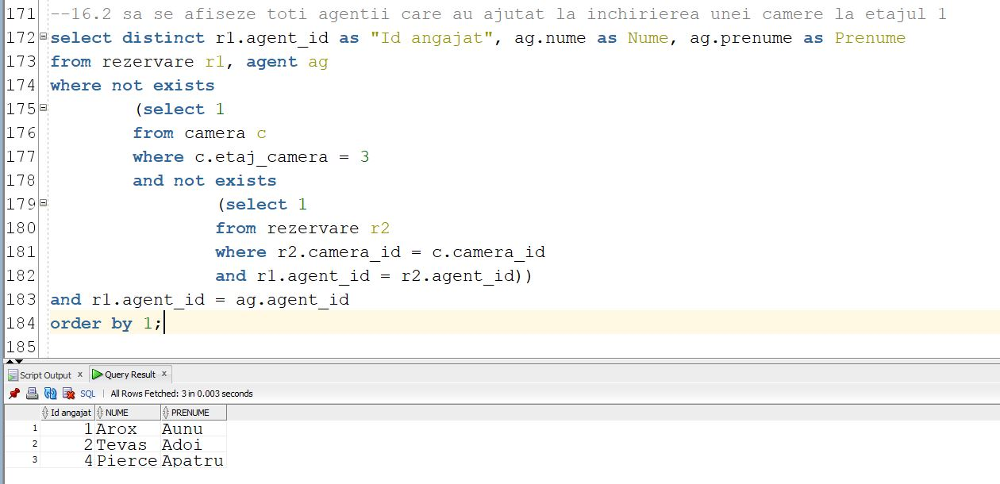 171 --16.2 sa se afiseze toti agentii care au ajutat la inchirierea unei camere la etajul 1
172 select distinct r1.agent_id as "Id angajat", ag.nume as Nume, ag.prenume as Prenume
173 from rezervare r1, agent ag
174 where not exists
175 (select 1
176 from camera c
177 where c.etaj_camera = 3
178 and not exists
179 (select 1
180 from rezervare r2
181 where r2.camera_id = c.camera_id
182 and r1.agent_id = r2.agent_id))
183 and r1.agent_id = ag.agent_id
184 order by 1;
185
Script Output x Query Result x
SQL | All Rows Fetched: 3 in 0.003 seconds
Id angajat NUME PRENUME
1 1 Arox Aunu
2 2 Tevas Adoi
3 4 Pierce Apatru